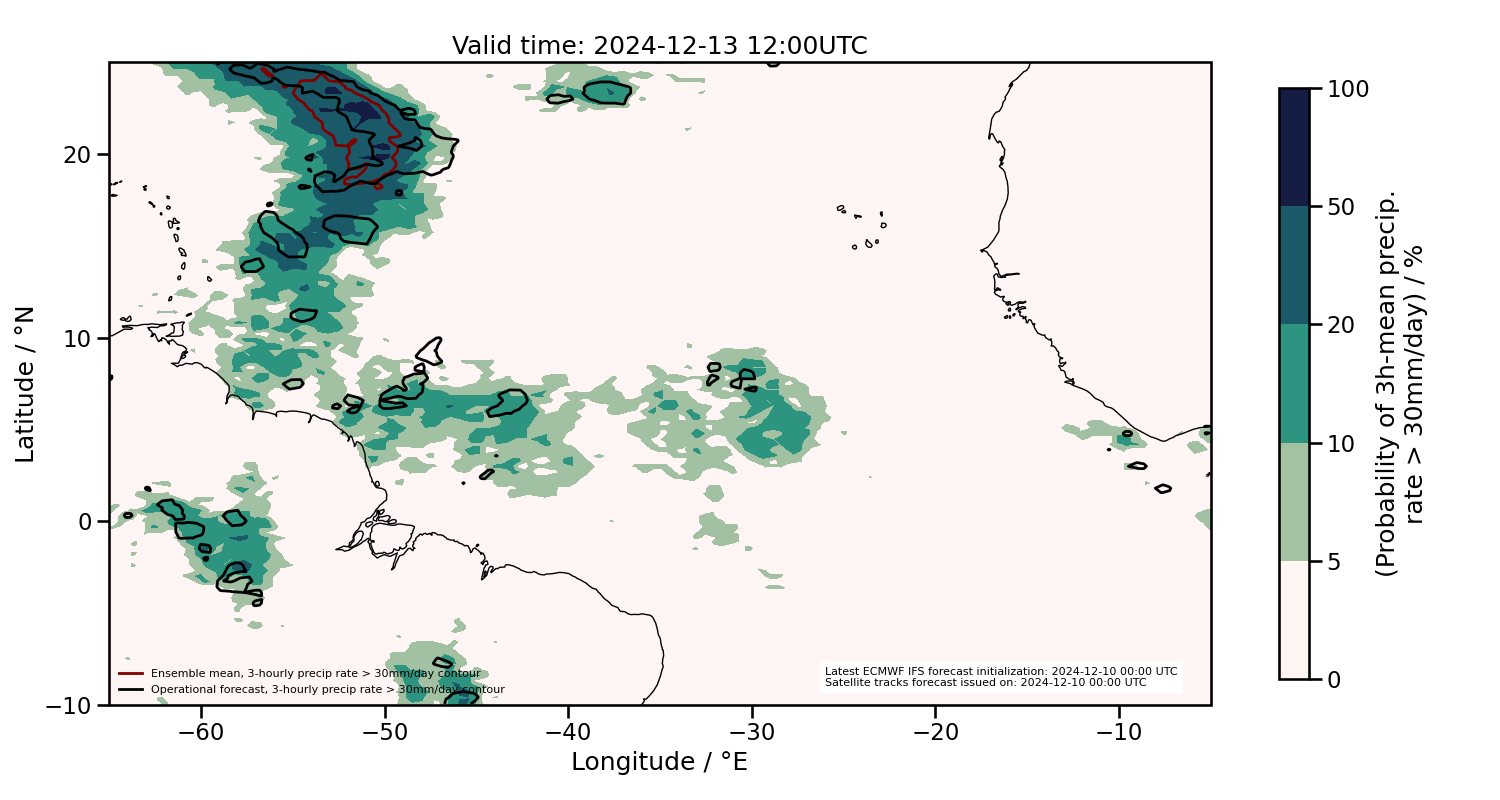 Valid time: 2024-12-13 12:00UTC
Latitude / °N
20
10
0
−10
−60
−50
−40
−30
−20
−10
Longitude / °E
Ensemble mean, 3-hourly precip rate > 30mm/day contour
Operational forecast, 3-hourly precip rate > 30mm/day contour
Latest ECMWF IFS forecast initialization: 2024-12-10 00:00 UTC
Satellite tracks forecast issued on: 2024-12-10 00:00 UTC
100
50
20
10
5
0
(Probability of 3h-mean precip.
rate > 30mm/day) / %